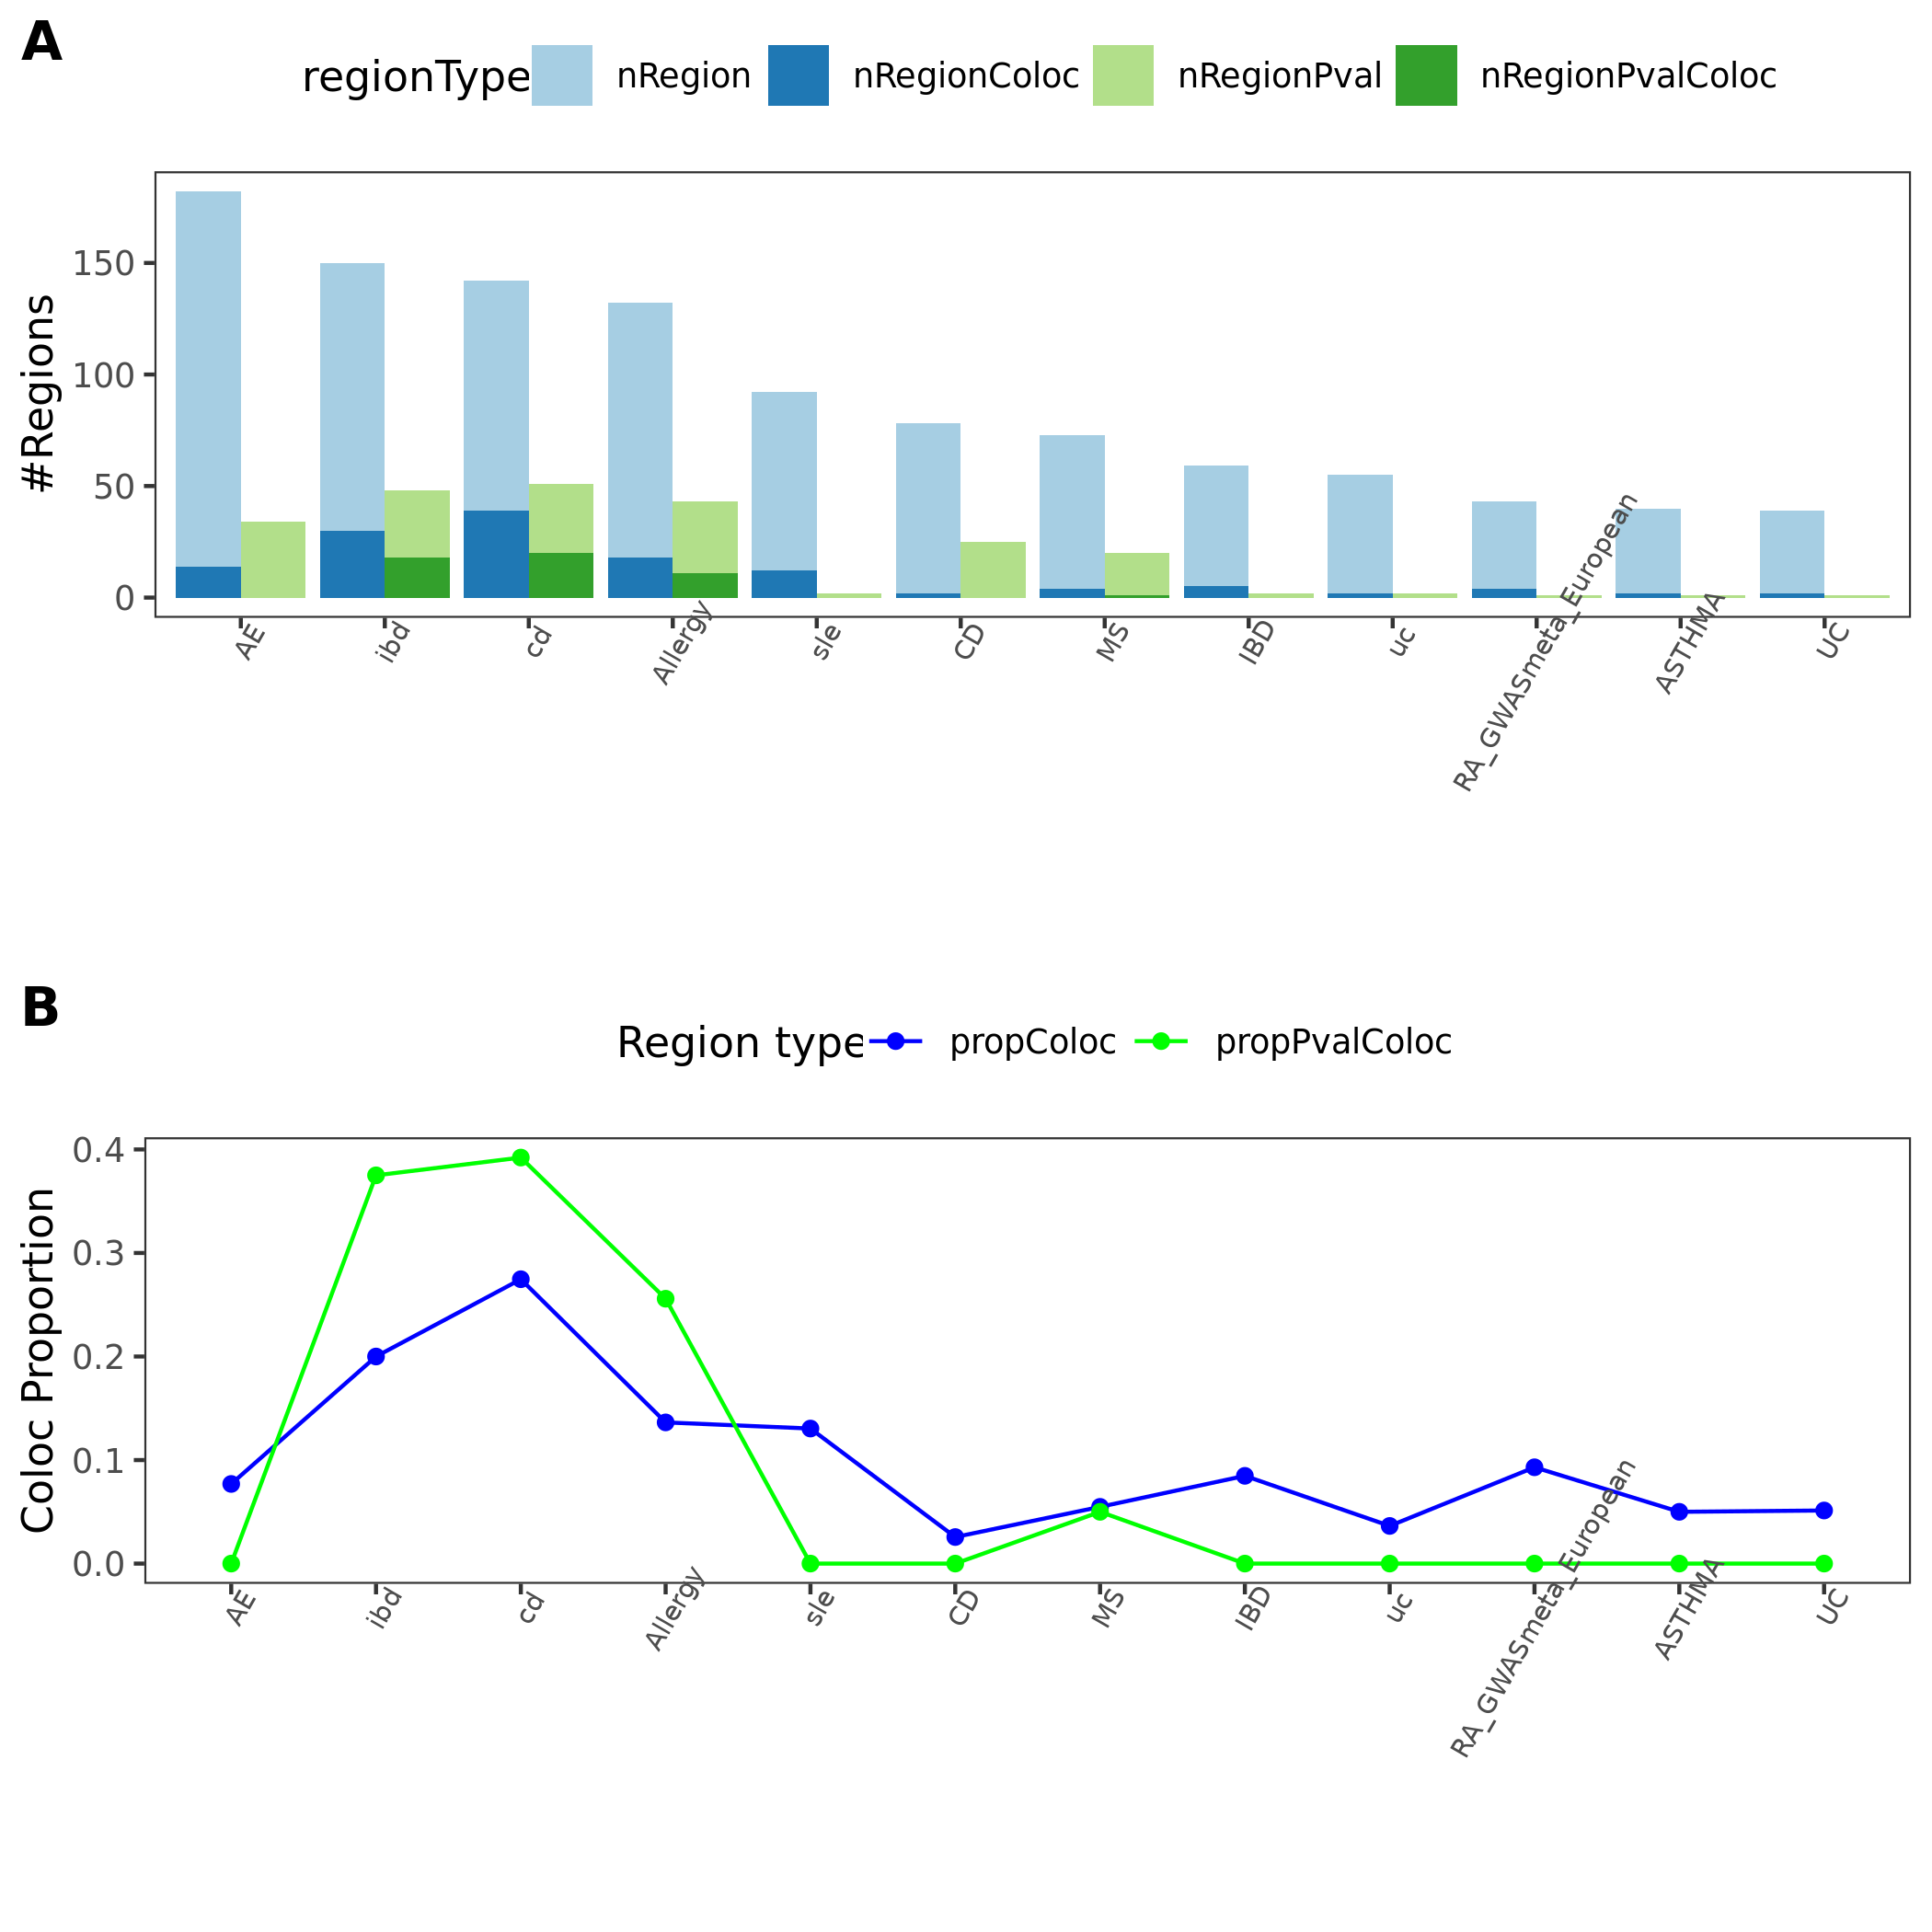 A
regionType nRegion nRegionColoc nRegionPval nRegionPvalColoc
#Regions
150
100
50
0
AE ibd cd Allergy sle CD MS IBD uc RA_GWASmeta_European ASTHMA UC
B
Region type propColoc propPvalColoc
Coloc Proportion
0.4
0.3
0.2
0.1
0.0
AE ibd cd Allergy sle CD MS IBD uc RA_GWASmeta_European ASTHMA UC